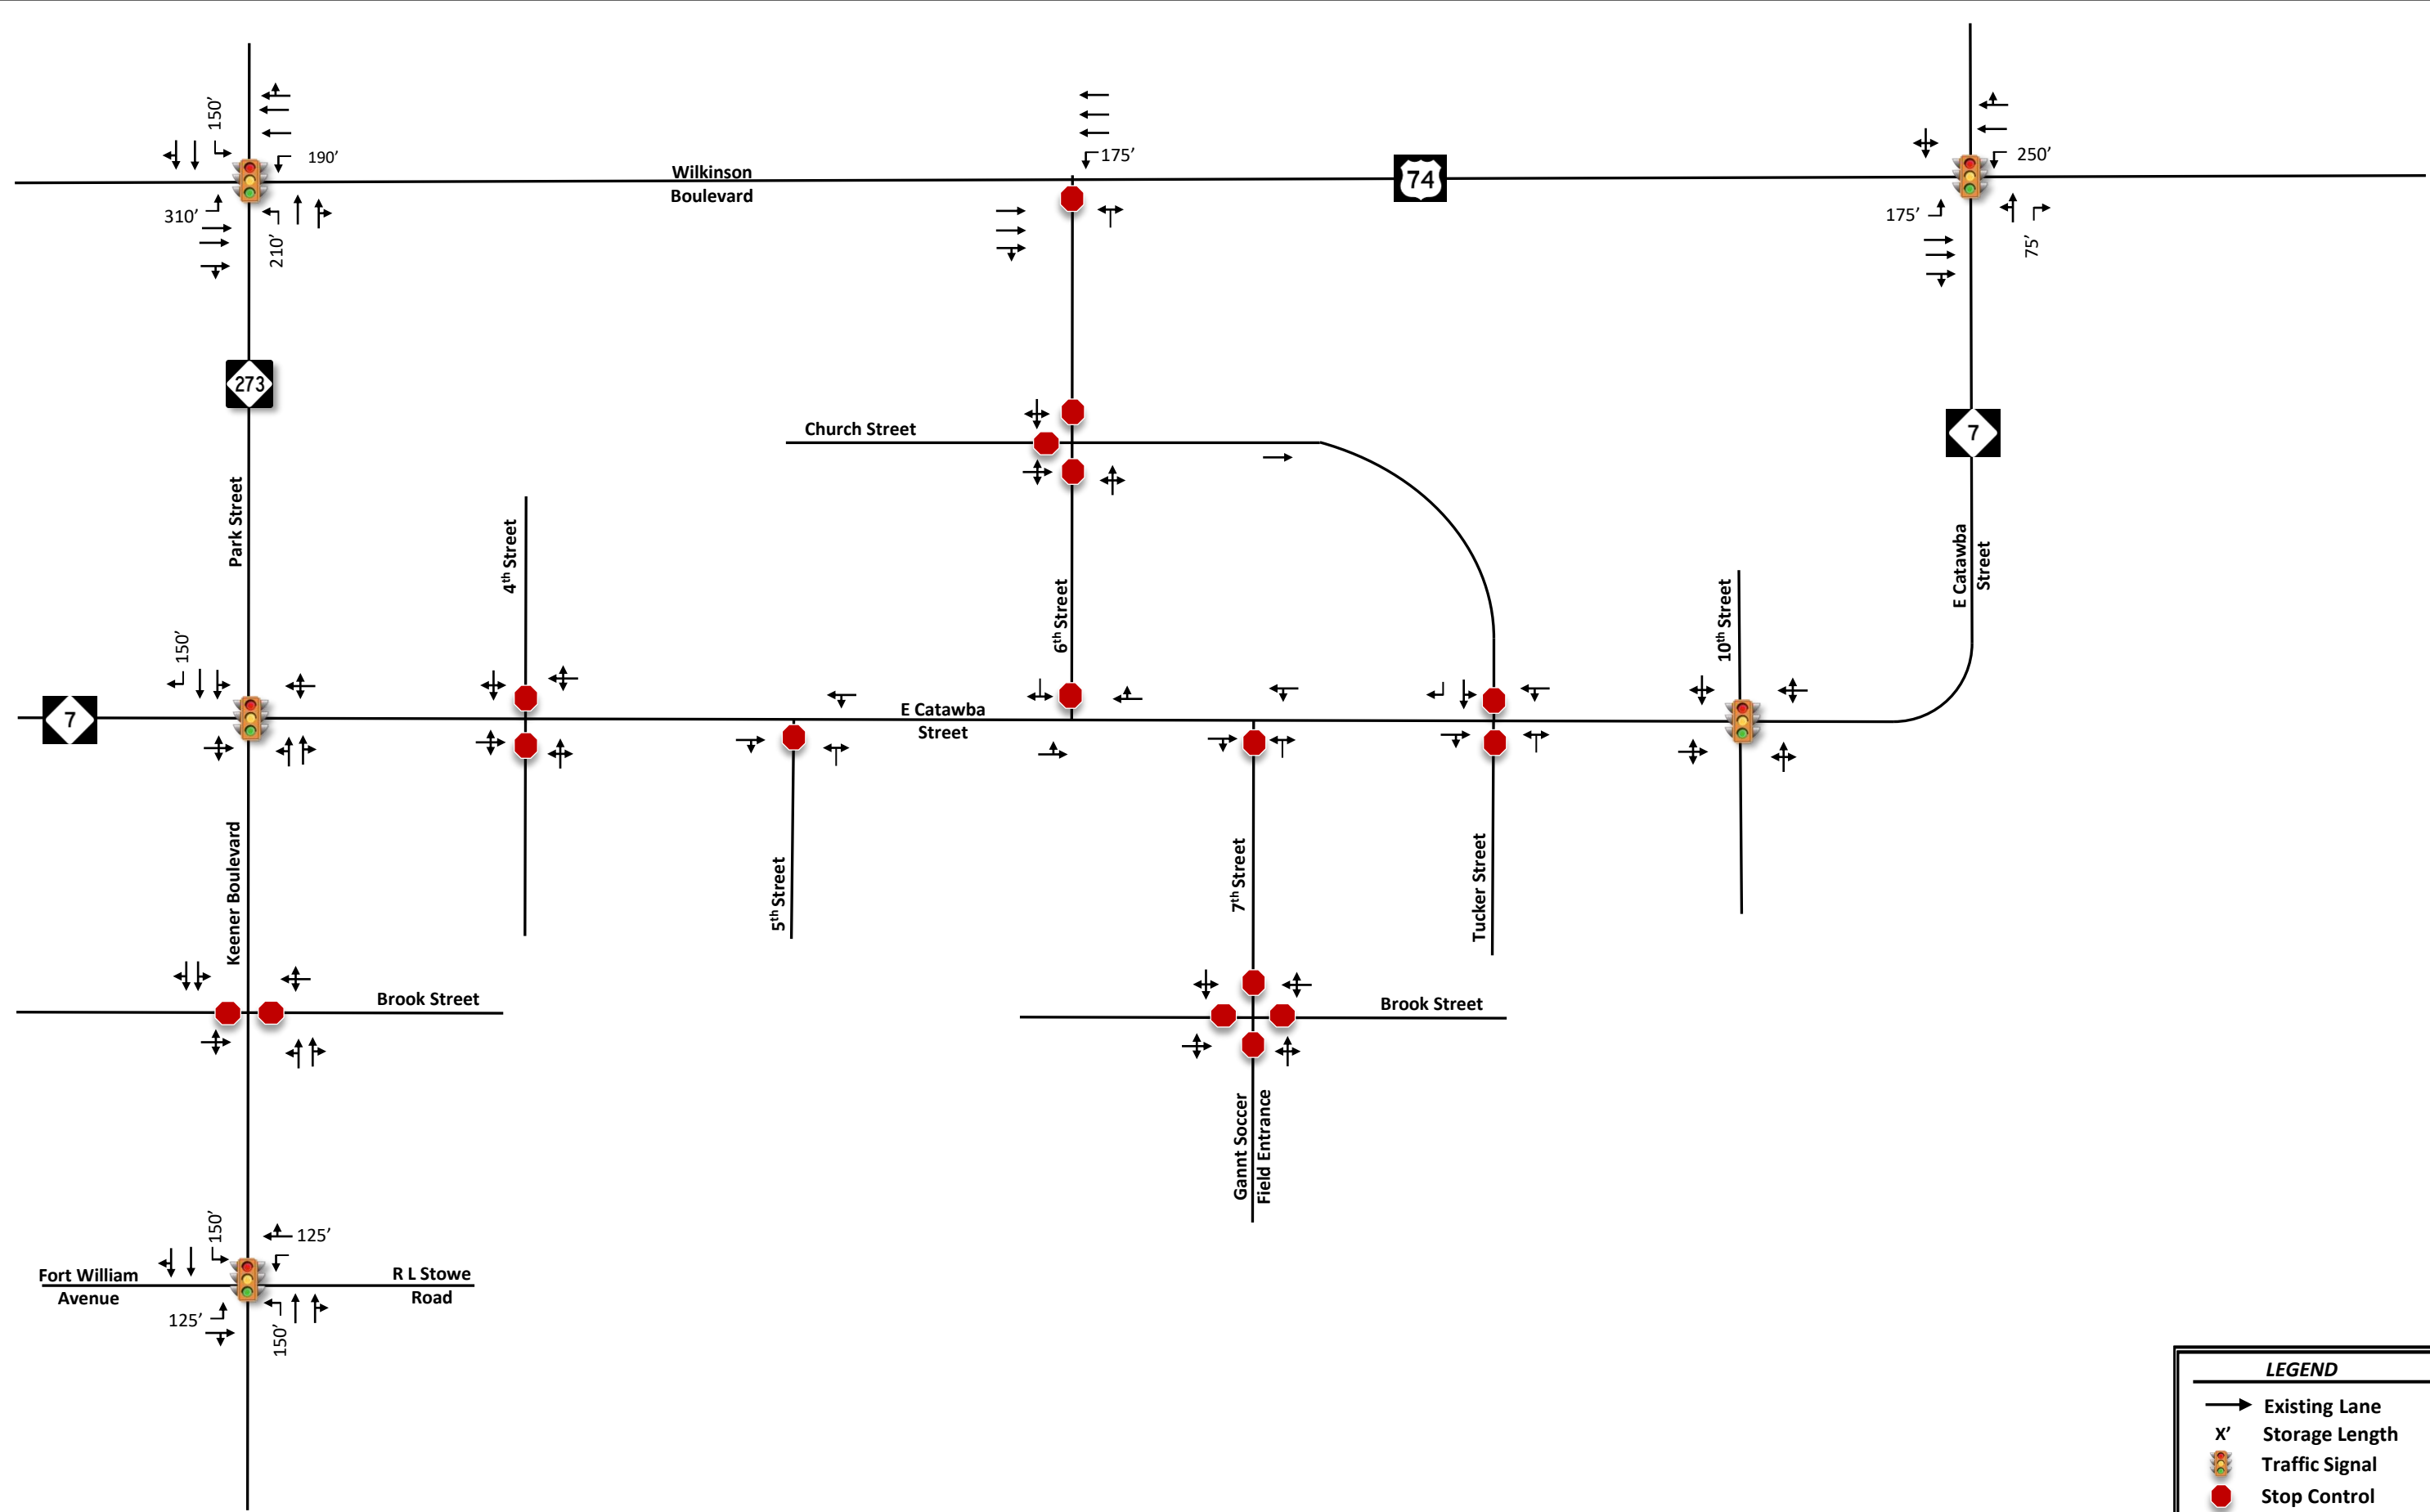 150’
190’
175’
250’
Wilkinson
Boulevard
74
310’
210’
175’
75’
273
Church Street
7
Park Street
4th Street
6th Street
10th Street
E Catawba
Street
150’
7
E Catawba
Street
Keener Boulevard
5th Street
7th Street
Tucker Street
Brook Street
Brook Street
Gannt Soccer
Field Entrance
150’
125’
Fort William
Avenue
R L Stowe
Road
125’
150’
LEGEND
Existing Lane
X’ Storage Length
Traffic Signal
Stop Control